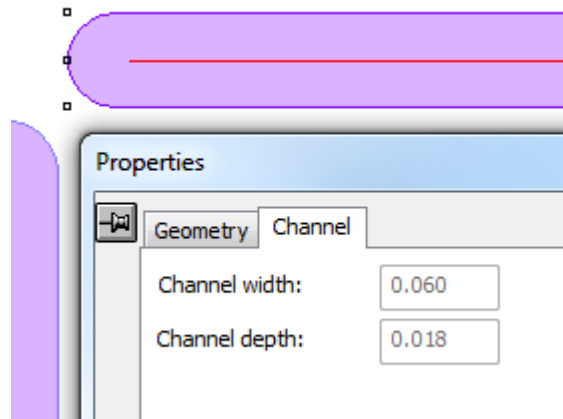 Properties
Geometry Channel
Channel width: 0.060
Channel depth: 0.018